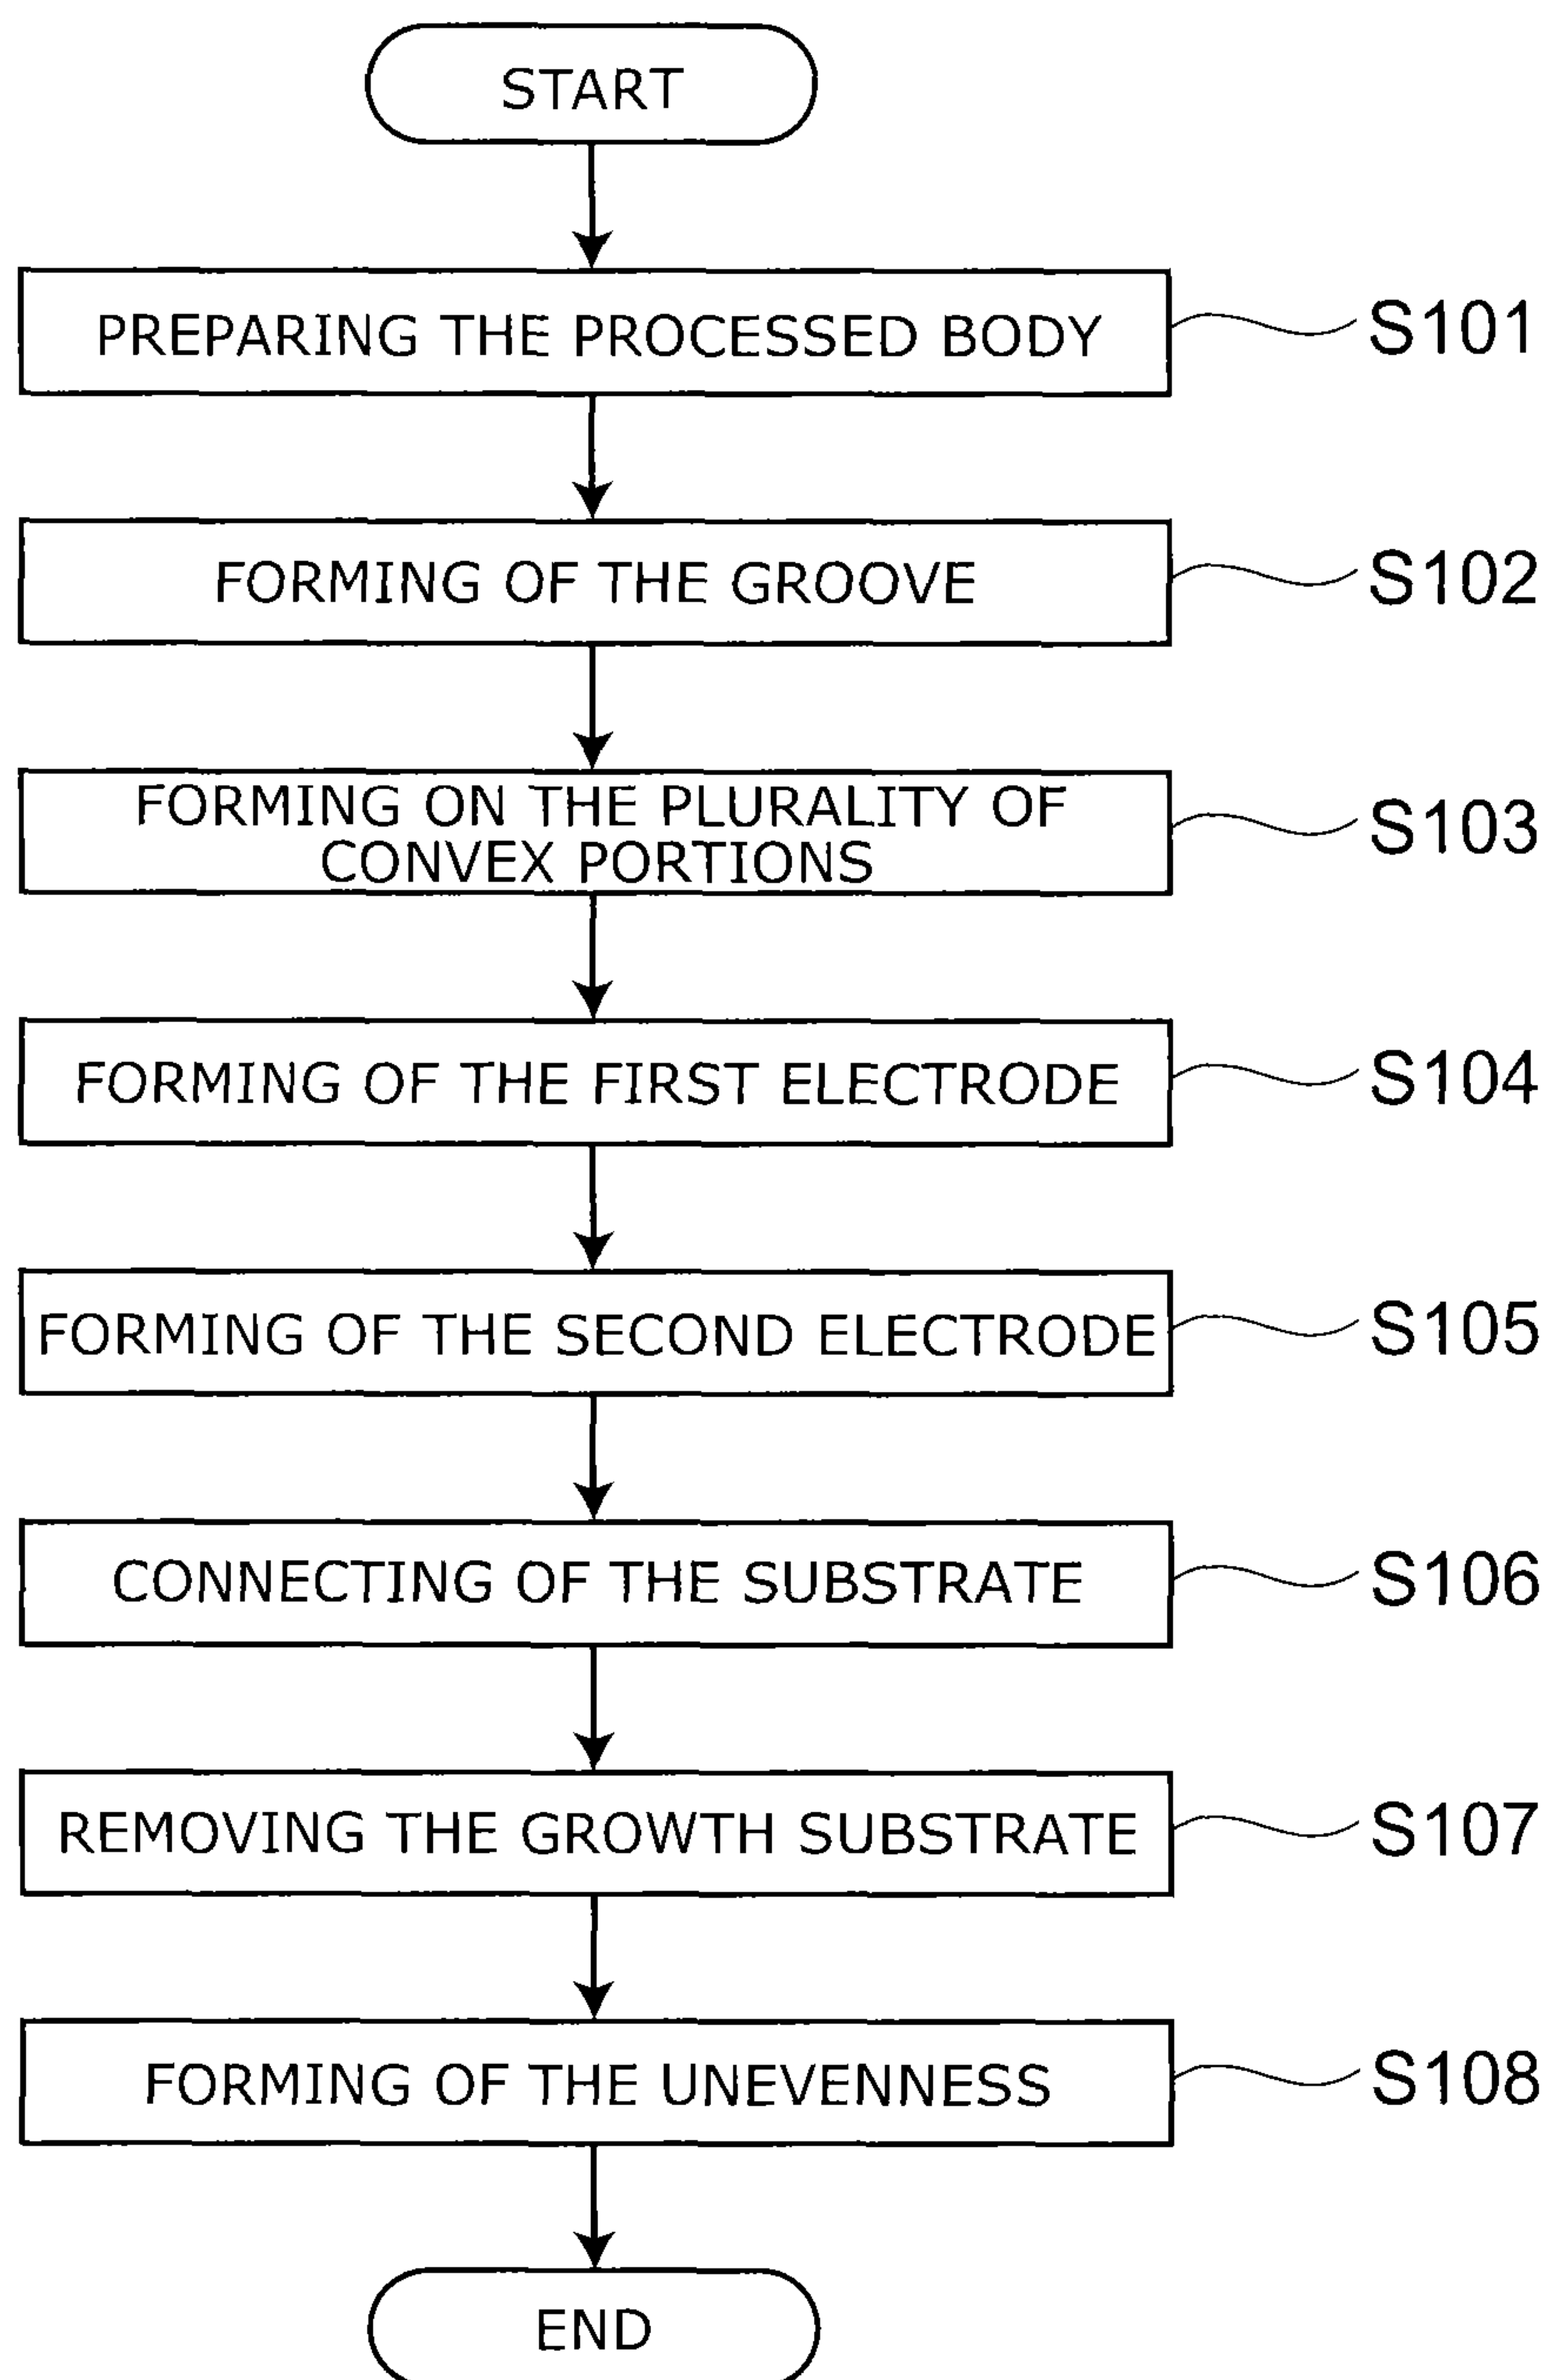 START
PREPARING THE PROCESSED BODY
S101
FORMING OF THE GROOVE
S102
FORMING ON THE PLURALITY OF
CONVEX PORTIONS
S103
FORMING OF THE FIRST ELECTRODE
S104
FORMING OF THE SECOND ELECTRODE
S105
CONNECTING OF THE SUBSTRATE
S106
REMOVING THE GROWTH SUBSTRATE
S107
FORMING OF THE UNEVENNESS
S108
END